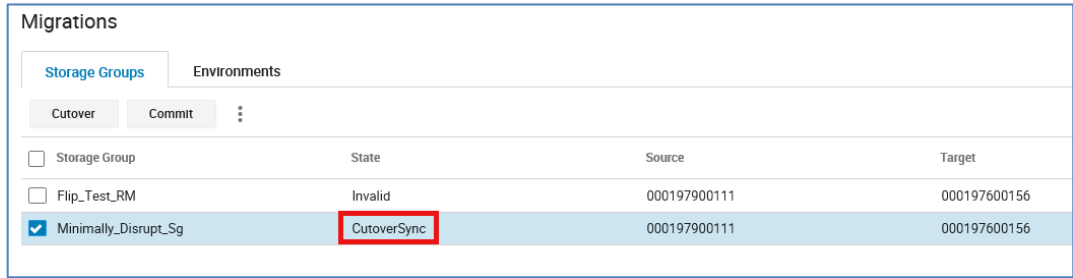 Migrations
Storage Groups Environments
Cutover Commit
Storage Group State Source Target
Flip_Test_RM Invalid 000197900111 000197600156
Minimally_Disrupt_Sg CutoverSync 000197900111 000197600156